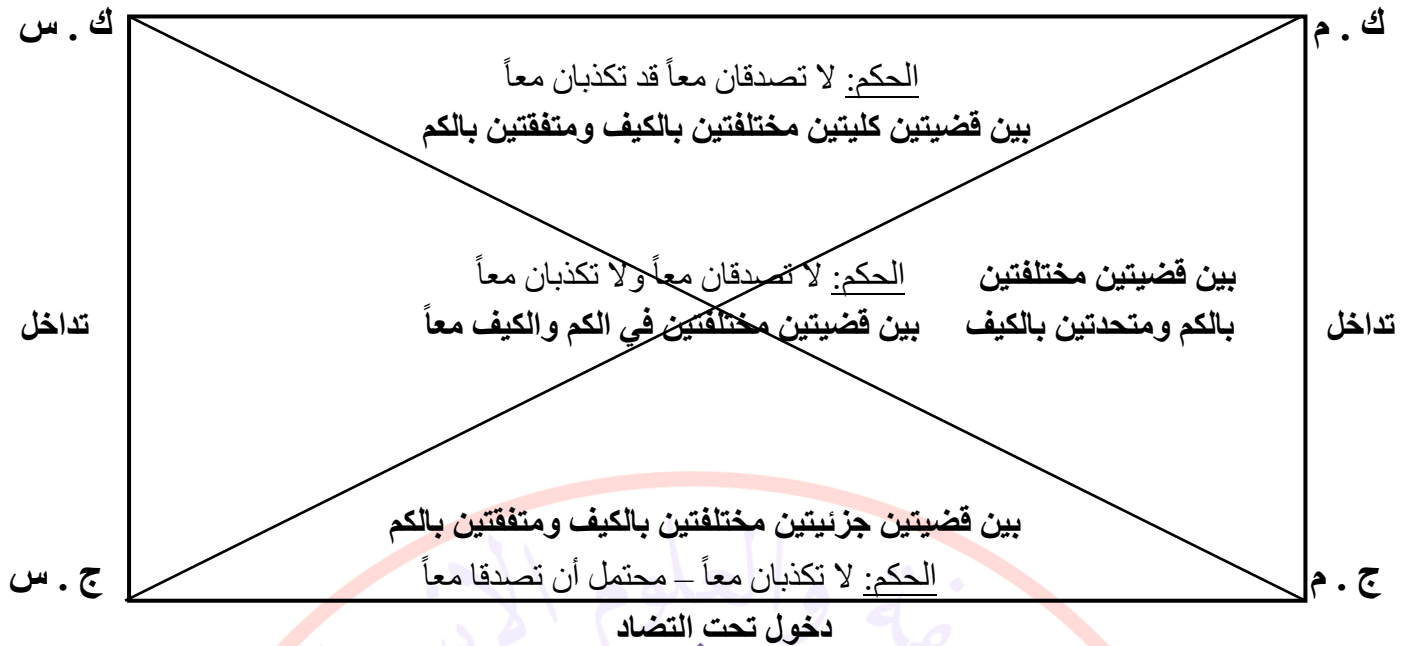 ك . م
ك . س
الحكم: لا تصدقان معاً قد تكذبان معاً
بين قضيتين كليتين مختلفتين بالكيف ومتفقتين بالكم
بين قضيتين مختلفتين
بالكم ومتحدتين بالكيف
الحكم: لا تصدقان معاً ولا تكذبان معاً
بين قضيتين مختلفتين في الكم والكيف معاً
تداخل
تداخل
بين قضيتين جزئيتين مختلفتين بالكيف ومتفقتين بالكم
الحكم: لا تكذبان معاً – محتمل أن تصدقا معاً
ج . م
ج . س
دخول تحت التضاد